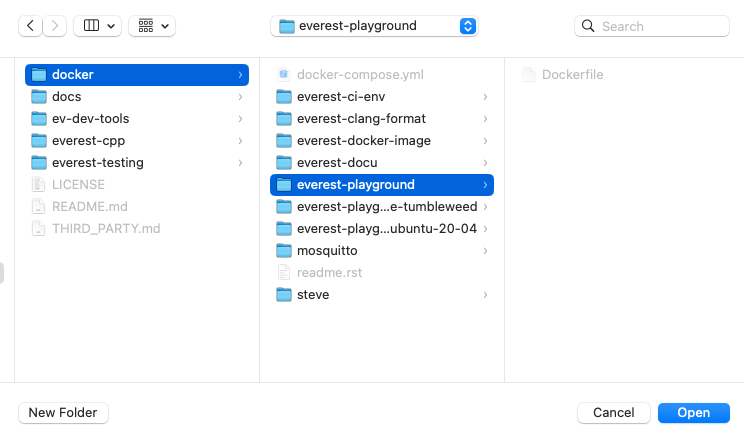 everest-playground
Search
docker
docs
ev-dev-tools
everest-cpp
everest-testing
LICENSE
README.md
THIRD_PARTY.md
docker-compose.yml
everest-ci-env
everest-clang-format
everest-docker-image
everest-docu
everest-playground
everest-playg...e-tumbleweed
everest-playg...ubuntu-20-04
mosquitto
readme.rst
steve
Dockerfile
New Folder
Cancel
Open